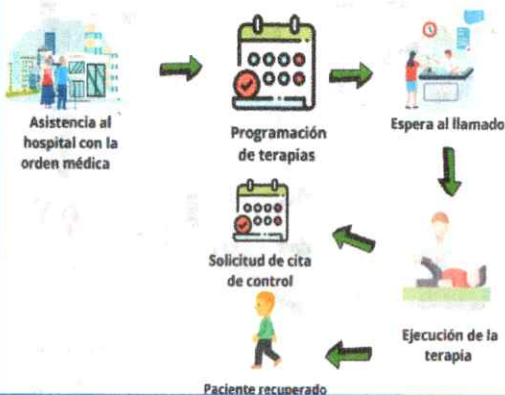 Asistencia al
hospital con la
orden médica
Programación
de terapias
Espera al llamado
Ejecución de la
terapia
Solicitud de cita
de control
Paciente recuperado